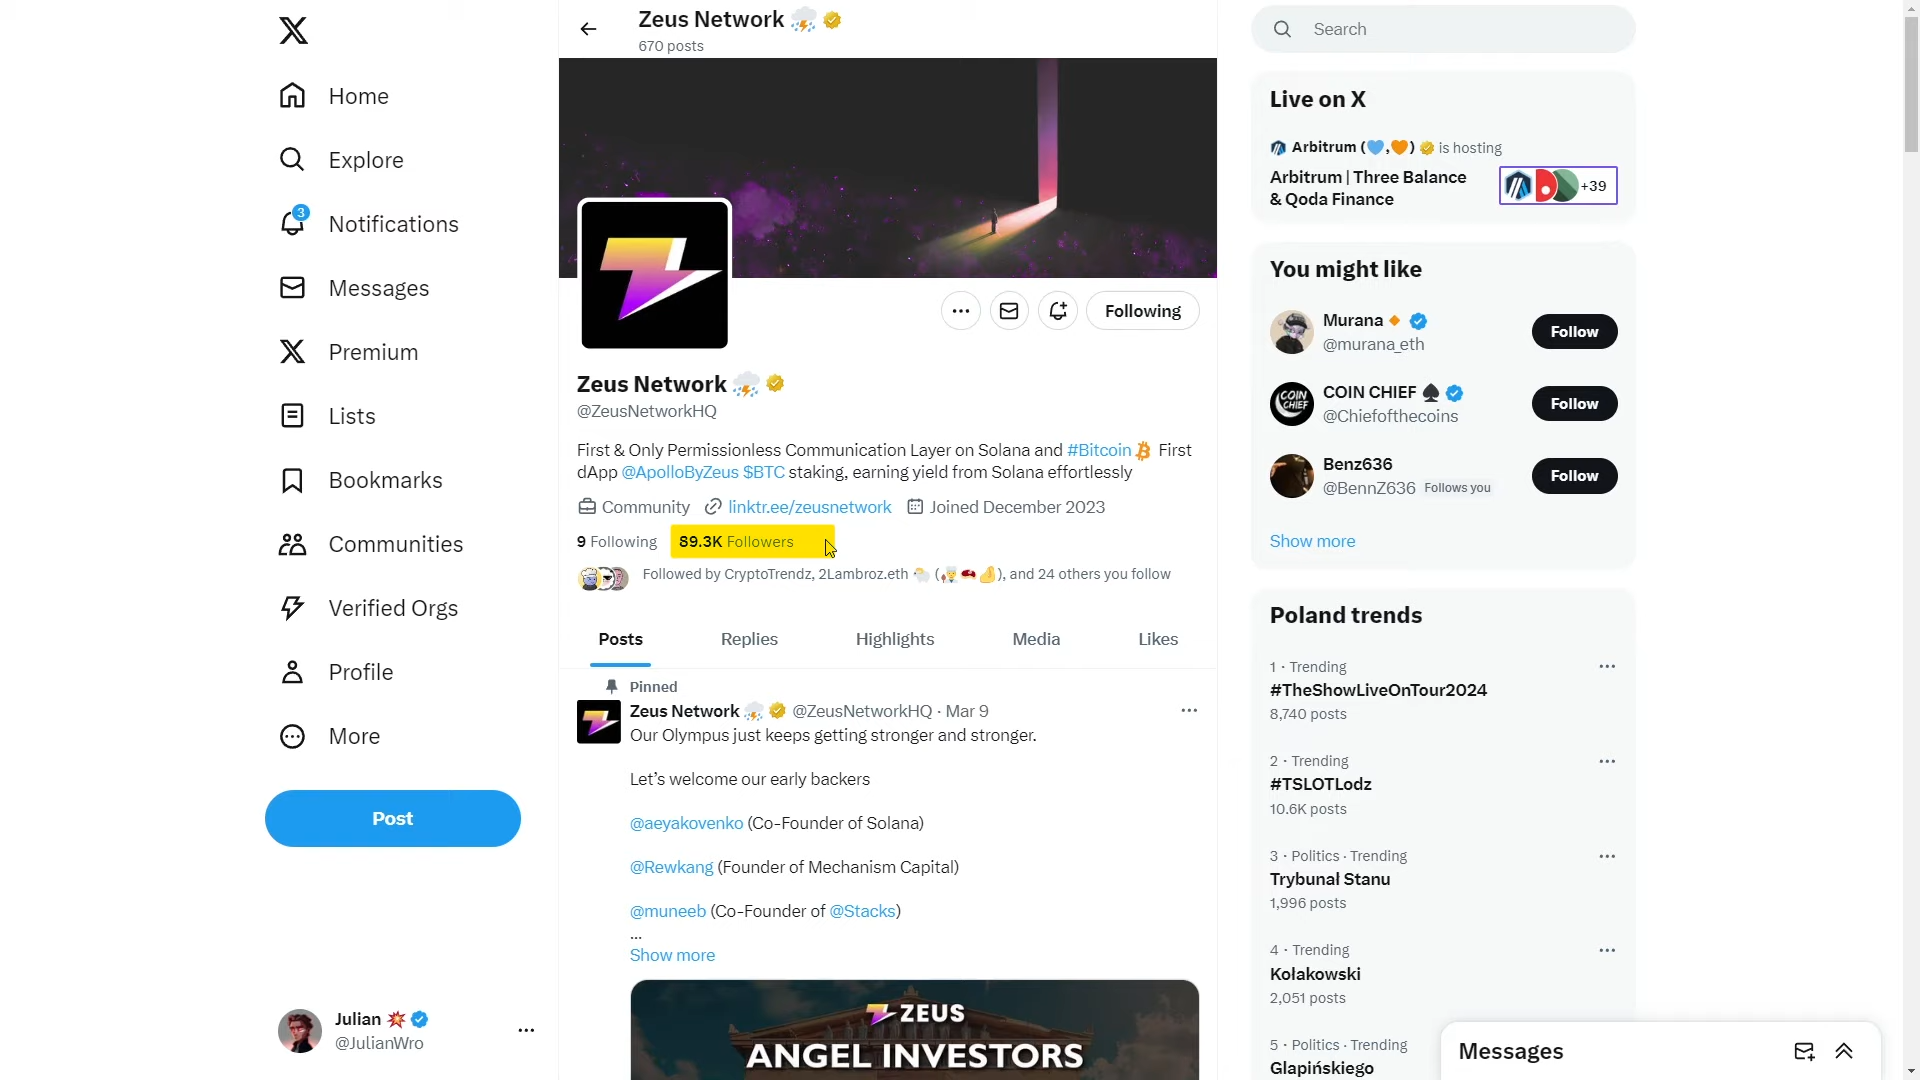 Home
Explore
3
Notifications
Messages
Premium
Lists
Bookmarks
Communities
Verified Orgs
Profile
More
Post
Julian
@JulianWro
Zeus Network
670 posts
Following
Zeus Network
@ZeusNetworkHQ
First & Only Permissionless Communication Layer on Solana and #Bitcoin First
dApp @ApolloByZeus $BTC staking, earning yield from Solana effortlessly
Community linktr.ee/zeusnetwork Joined December 2023
9 Following 89.3K Followers
Followed by CryptoTrendz, 2Lambroz.eth 🐑 (👨‍🍳,🥩,🤌), and 24 others you follow
Posts Replies Highlights Media Likes
Pinned
Zeus Network @ZeusNetworkHQ · Mar 9
Our Olympus just keeps getting stronger and stronger.
Let’s welcome our early backers
@aeyakovenko (Co-Founder of Solana)
@Rewkang (Founder of Mechanism Capital)
@muneeb (Co-Founder of @Stacks)
...
Show more
ZEUS
ANGEL INVESTORS
Search
Live on X
Arbitrum (💙,🧡) is hosting
Arbitrum | Three Balance
& Qoda Finance
+39
You might like
Murana
@murana_eth
Follow
COIN CHIEF ♠
@Chiefofthecoins
Follow
COIN
CHIEF
Benz636
@BennZ636 Follows you
Follow
Show more
Poland trends
1 · Trending
#TheShowLiveOnTour2024
8,740 posts
2 · Trending
#TSLOTLodz
10.6K posts
3 · Politics · Trending
Trybunał Stanu
1,996 posts
4 · Trending
Kolakowski
2,051 posts
5 · Politics · Trending
Glapińskiego
Messages